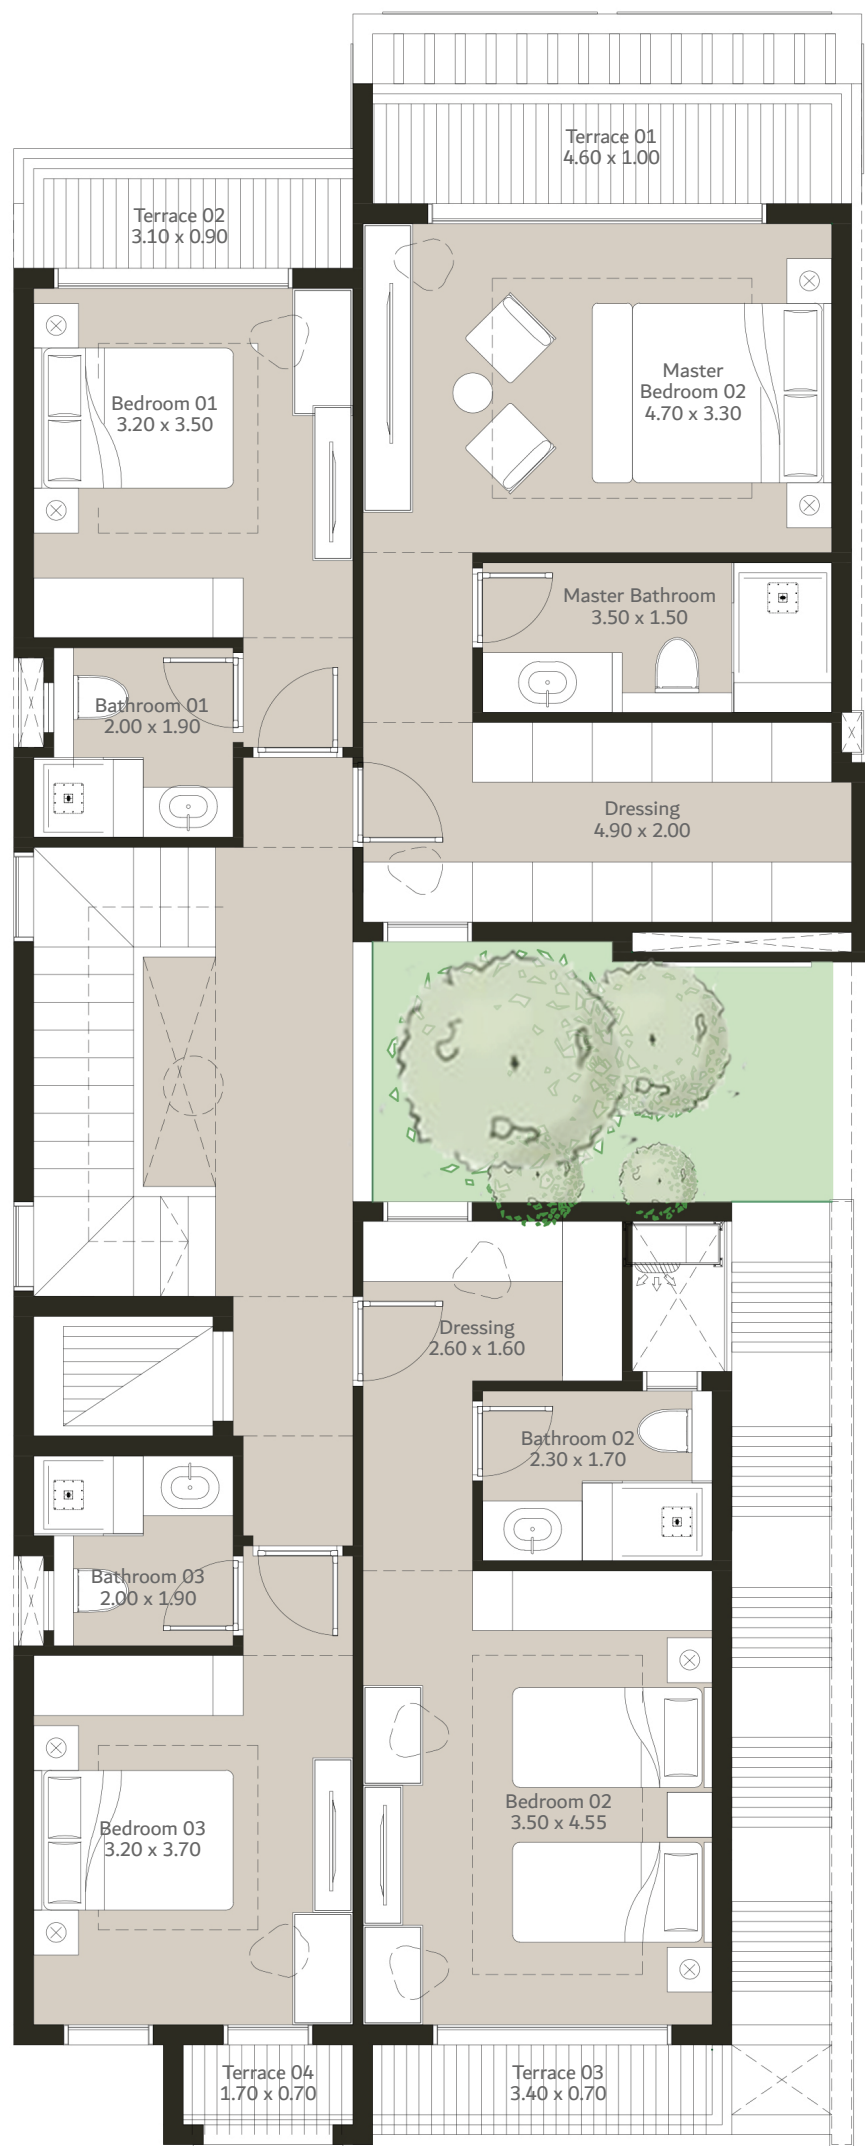 Terrace 01
4.60 x 1.00
Terrace 02
3.10 x 0.90
Bedroom 01
3.20 x 3.50
Master
Bedroom 02
4.70 x 3.30
Master Bathroom
3.50 x 1.50
Bathroom 01
2.00 x 1.90
Dressing
4.90 x 2.00
Dressing
2.60 x 1.60
Bathroom 02
2.30 x 1.70
Bathroom 03
2.00 x 1.90
Bedroom 03
3.20 x 3.70
Bedroom 02
3.50 x 4.55
Terrace 04
1.70 x 0.70
Terrace 03
3.40 x 0.70